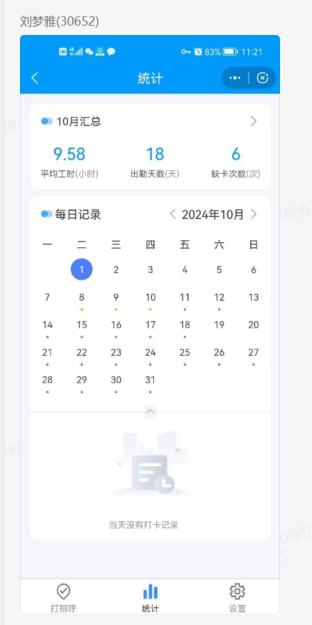 刘梦雅(30652)
83% 11:21
统计
10月汇总
9.58 18 6
平均工时(小时) 出勤天数(天) 缺卡次数(次)
每日记录 2024年10月
一 二 三 四 五 六 日
1 2 3 4 5 6
7 8 9 10 11 12 13
14 15 16 17 18 19 20
21 22 23 24 25 26 27
28 29 30 31
当天没有打卡记录
打招呼 统计 设置